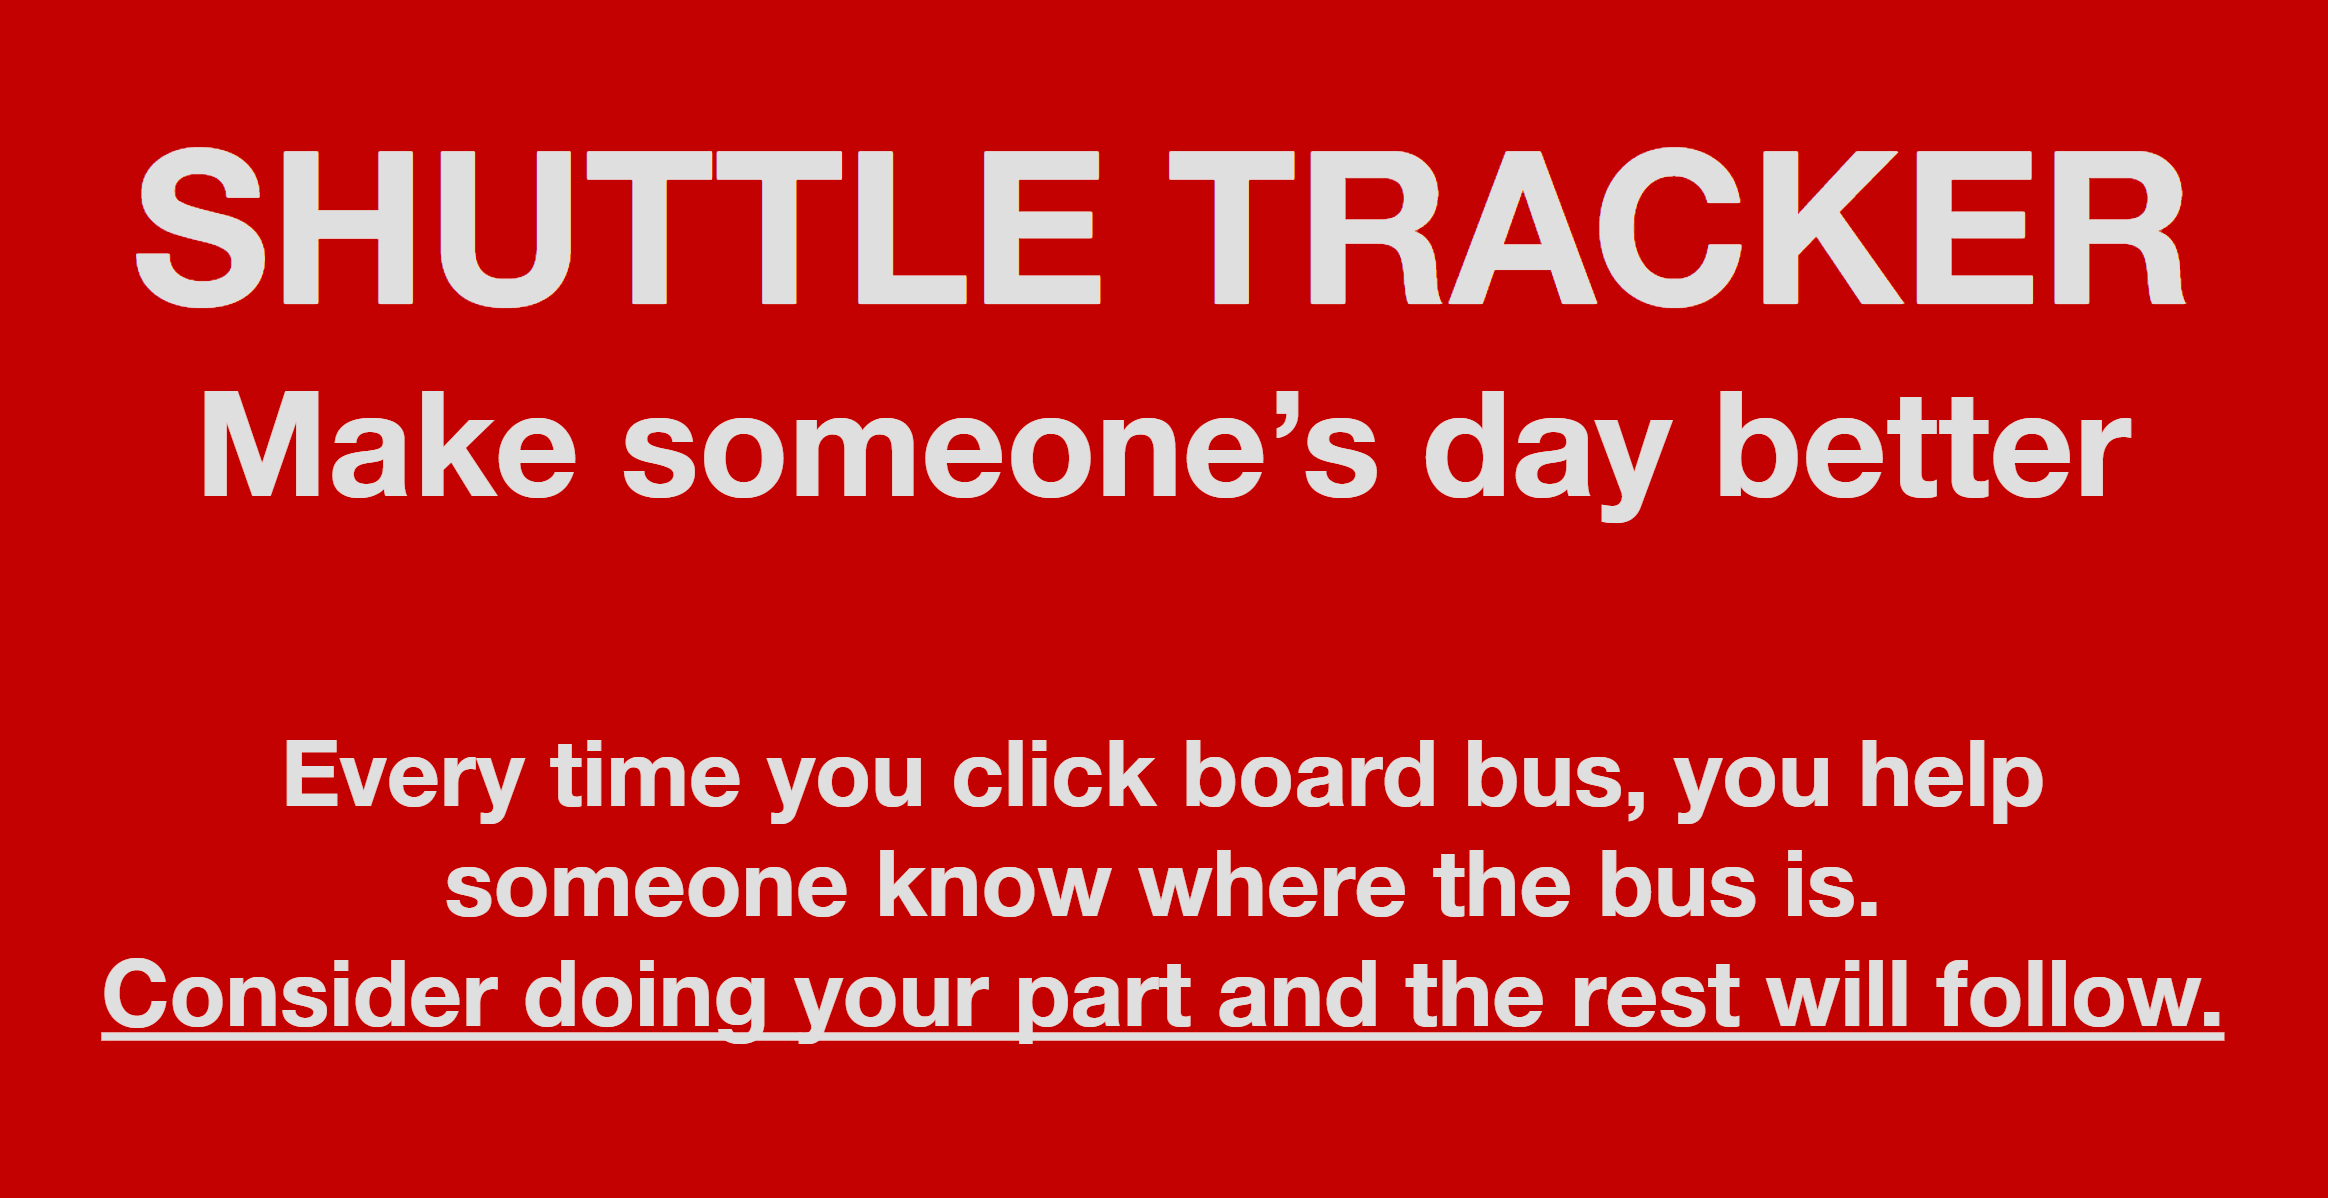 SHUTTLE TRACKER
Make someone’s day better
Every time you click board bus, you help
someone know where the bus is.
Consider doing your part and the rest will follow.